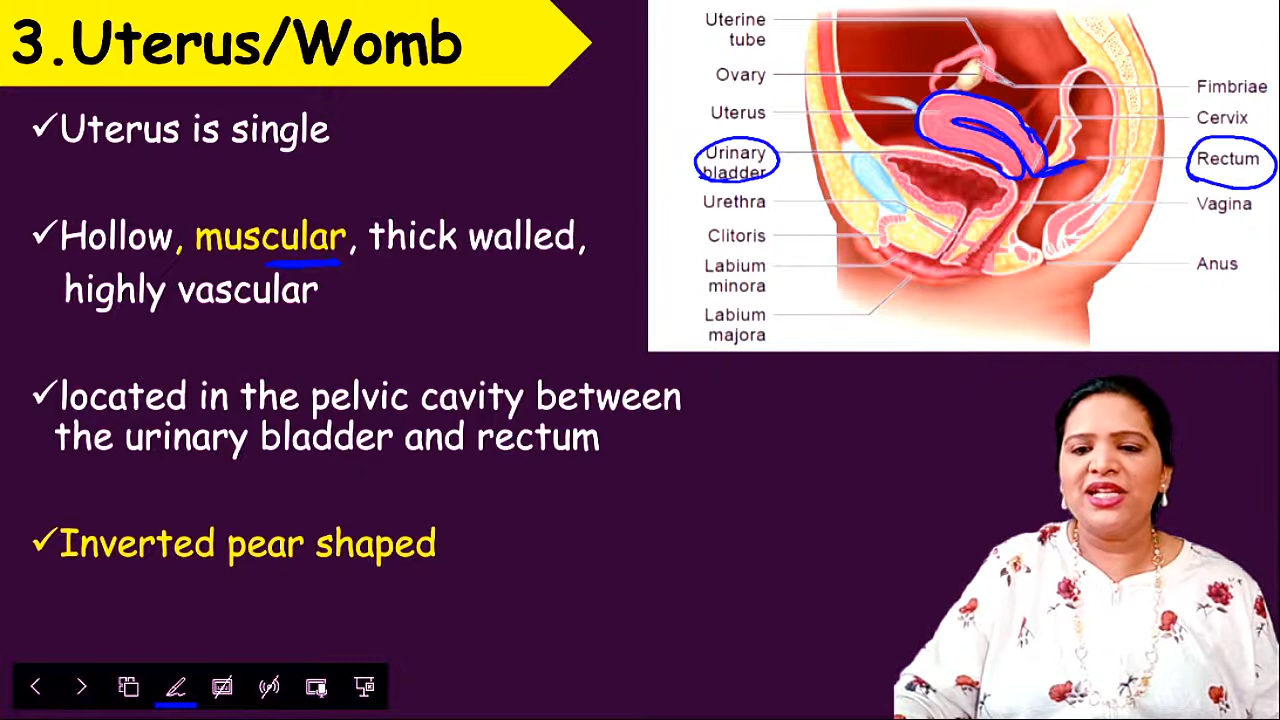 3.Uterus/Womb
✓Uterus is single
✓Hollow, muscular, thick walled,
highly vascular
✓located in the pelvic cavity between
the urinary bladder and rectum
✓Inverted pear shaped
Uterine
tube
Ovary
Uterus
Urinary
bladder
Urethra
Clitoris
Labium
minora
Labium
majora
Fimbriae
Cervix
Rectum
Vagina
Anus